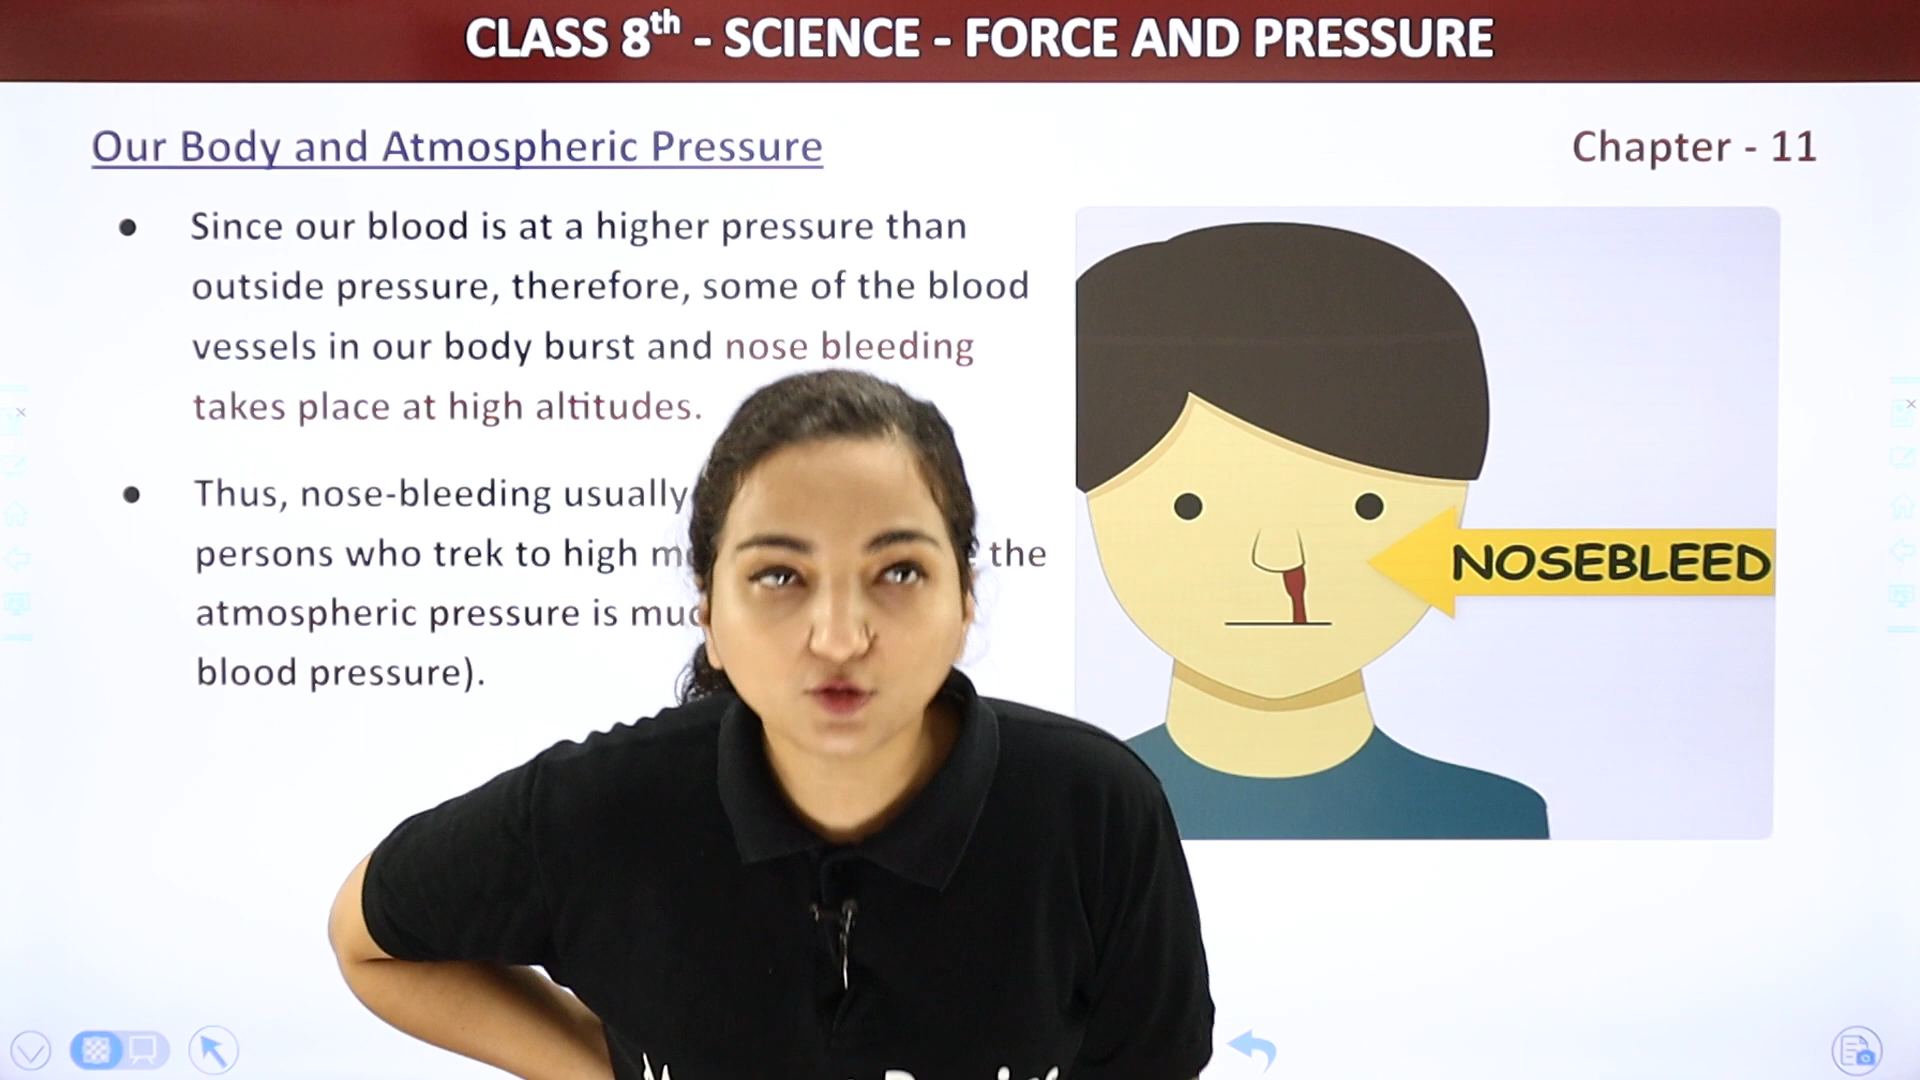 CLASS 8th - SCIENCE - FORCE AND PRESSURE
Our Body and Atmospheric Pressure
Chapter - 11
Since our blood is at a higher pressure than
outside pressure, therefore, some of the blood
vessels in our body burst and nose bleeding
takes place at high altitudes.
Thus, nose-bleeding usually
persons who trek to high the
atmospheric pressure is
blood pressure).
NOSEBLEED